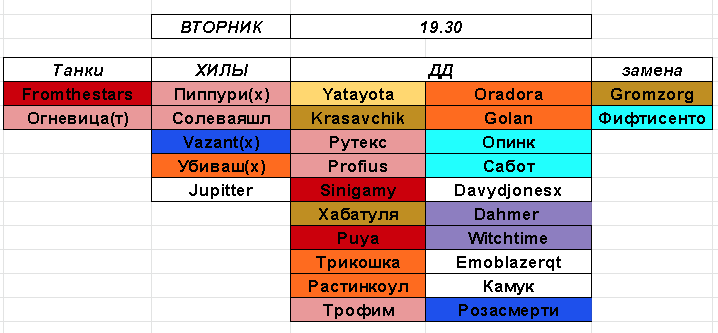 ВТОРНИК 19.30
Танки ХИЛЫ ДД замена
Fromthestars Пиппури(х) Yatayota Oradora Gromzorg
Огневица(т) Солеваяшл Krasavchik Golan Фифтисенто
Vazant(x) Рутекс Опинк
Убиваш(х) Profius Сабот
Jupitter Sinigamy Davydjonesx
Хабатуля Dahmer
Puya Witchtime
Трикошка Emoblazerqt
Растинкоул Камук
Трофим Розасмерти